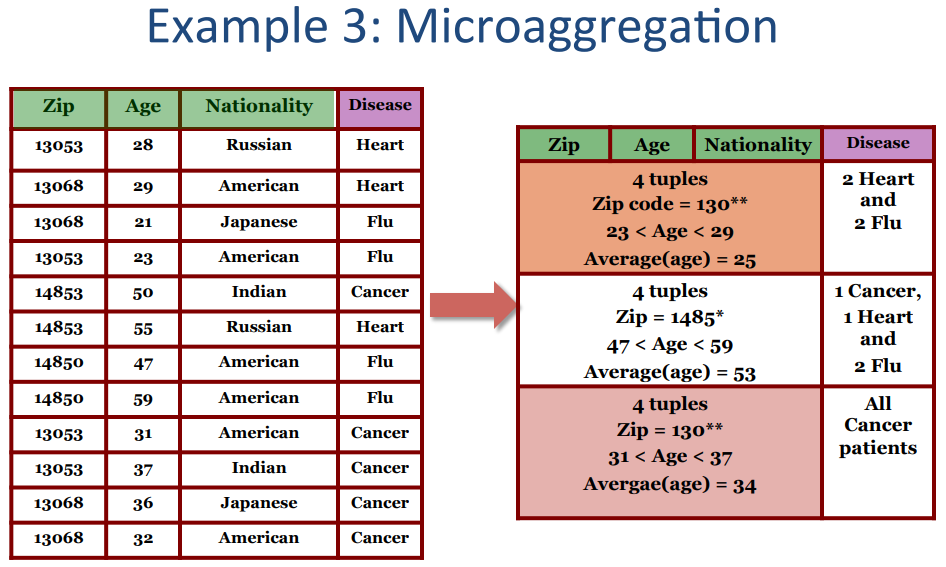 Example 3: Microaggregation
Zip Age Nationality Disease
13053 28 Russian Heart
13068 29 American Heart
13068 21 Japanese Flu
13053 23 American Flu
14853 50 Indian Cancer
14853 55 Russian Heart
14850 47 American Flu
14850 59 American Flu
13053 31 American Cancer
13053 37 Indian Cancer
13068 36 Japanese Cancer
13068 32 American Cancer
Zip Age Nationality Disease
4 tuples
Zip code = 130**
23 < Age < 29
Average(age) = 25
2 Heart
and
2 Flu
4 tuples
Zip = 1485*
47 < Age < 59
Average(age) = 53
1 Cancer,
1 Heart
and
2 Flu
4 tuples
Zip = 130**
31 < Age < 37
Avergae(age) = 34
All
Cancer
patients